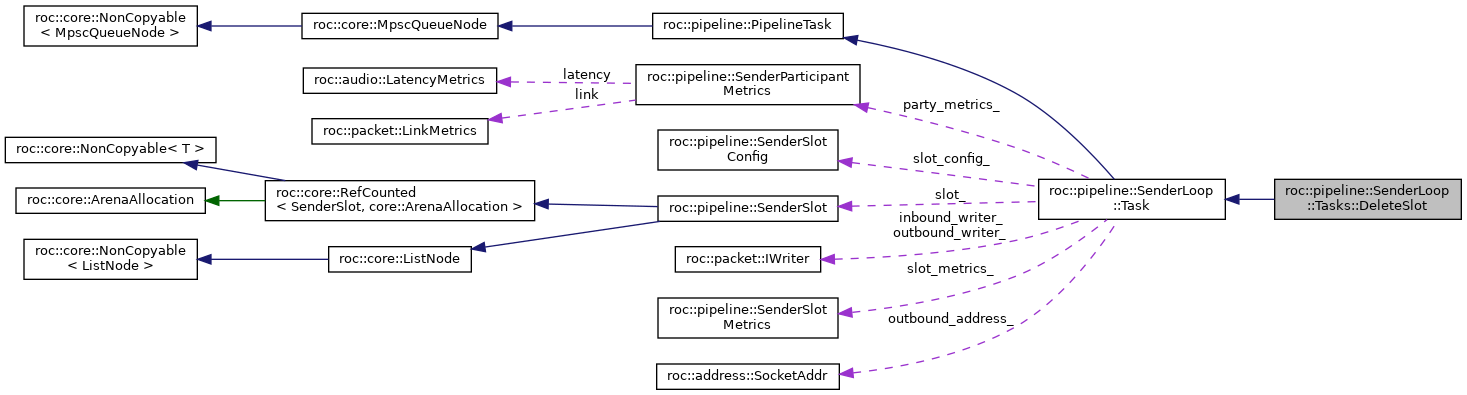 roc::core::NonCopyable
< MpscQueueNode >
roc::core::MpscQueueNode
roc::pipeline::PipelineTask
roc::audio::LatencyMetrics
latency
link
roc::pipeline::SenderParticipant
Metrics
party_metrics_
roc::packet::LinkMetrics
roc::core::NonCopyable< T >
roc::pipeline::SenderSlot
Config
slot_config_
roc::core::ArenaAllocation
roc::core::RefCounted
< SenderSlot, core::ArenaAllocation >
roc::pipeline::SenderSlot
slot_
roc::pipeline::SenderLoop
::Task
roc::pipeline::SenderLoop
::Tasks::DeleteSlot
inbound_writer_
outbound_writer_
roc::core::NonCopyable
< ListNode >
roc::core::ListNode
roc::packet::IWriter
slot_metrics_
roc::pipeline::SenderSlot
Metrics
outbound_address_
roc::address::SocketAddr